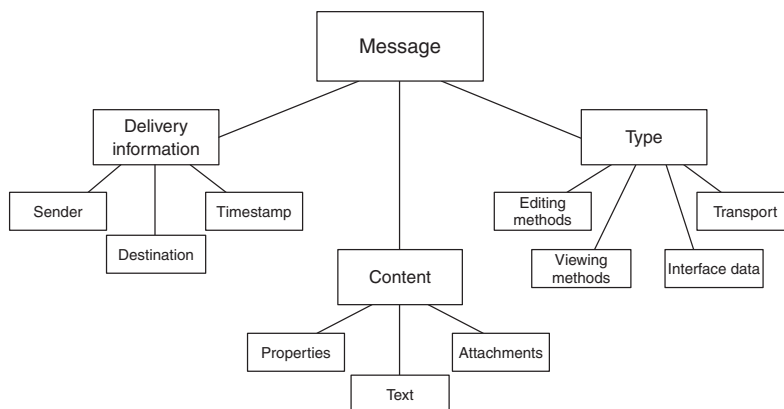 Message
Delivery
information
Type
Sender
Timestamp
Destination
Editing
methods
Transport
Viewing
methods
Interface data
Content
Properties
Attachments
Text